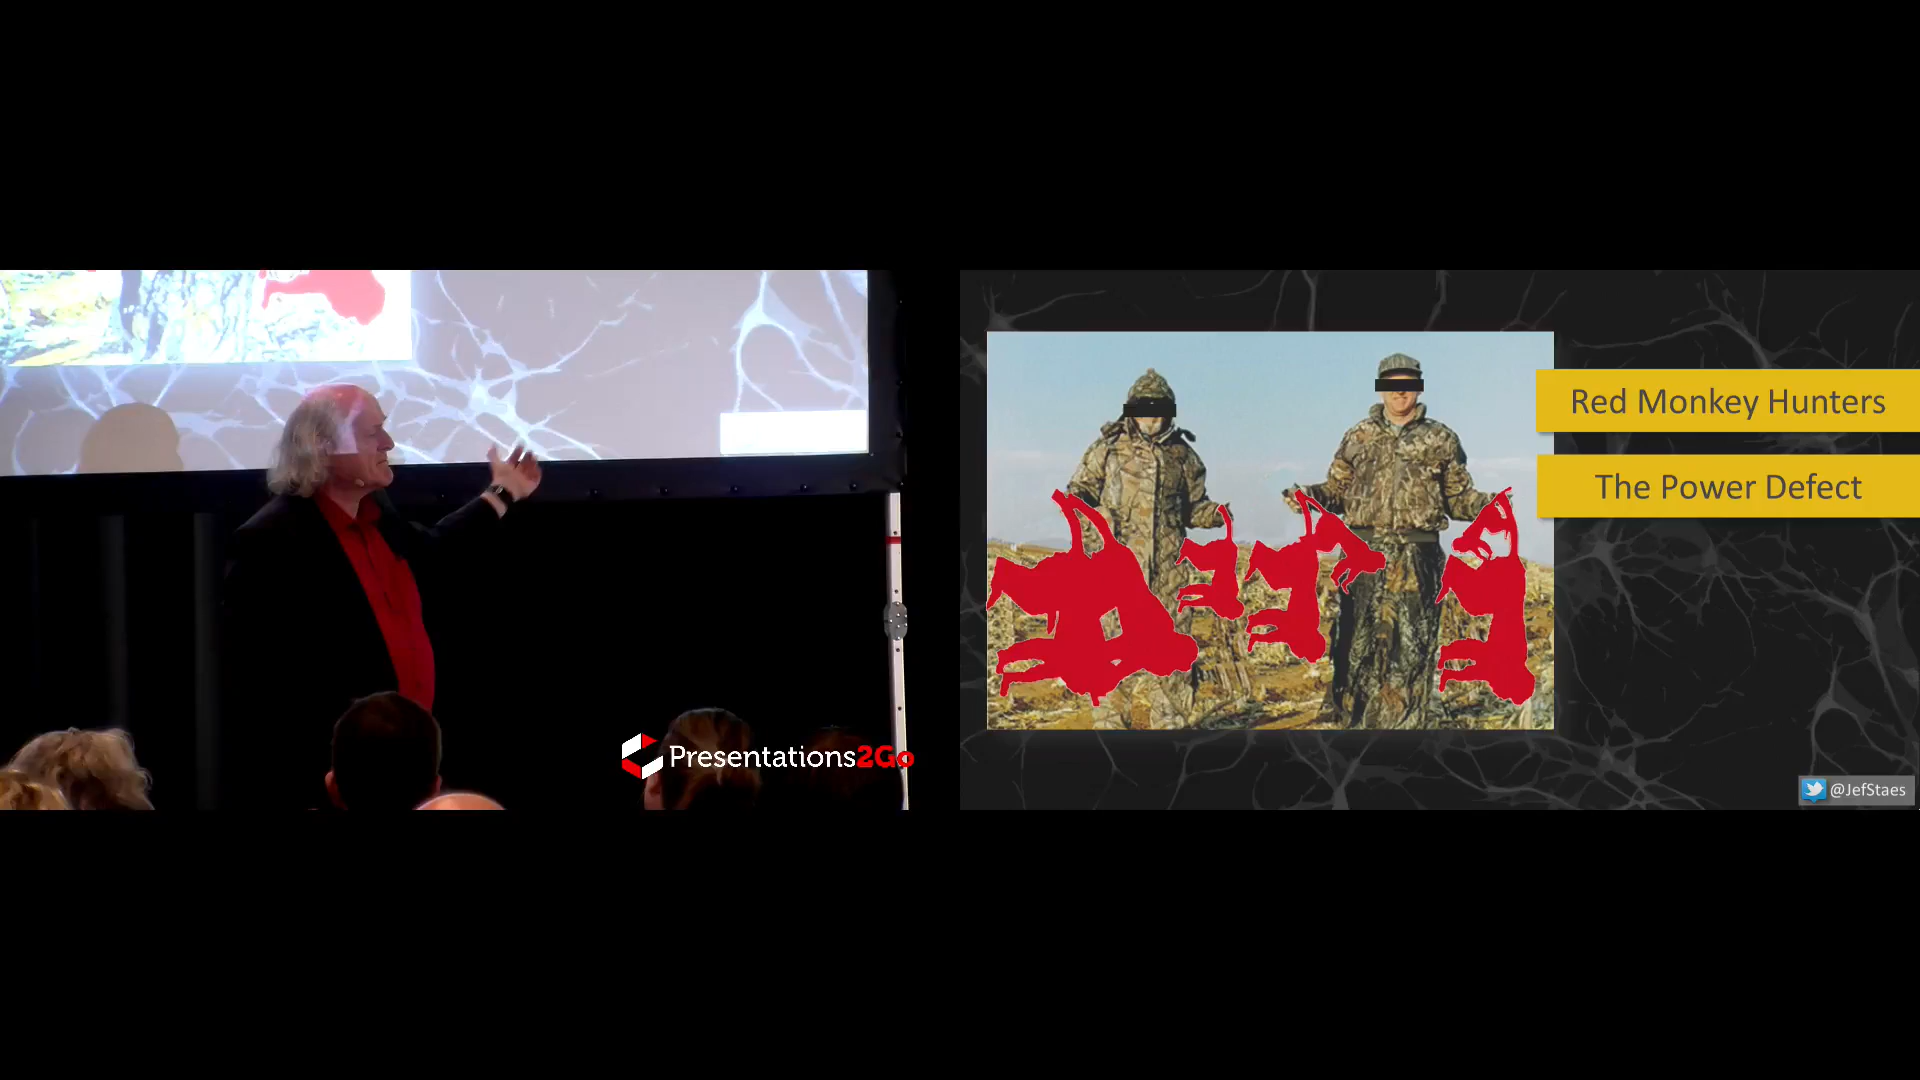 Presentations2Go
Red Monkey Hunters
The Power Defect
@JefStaes